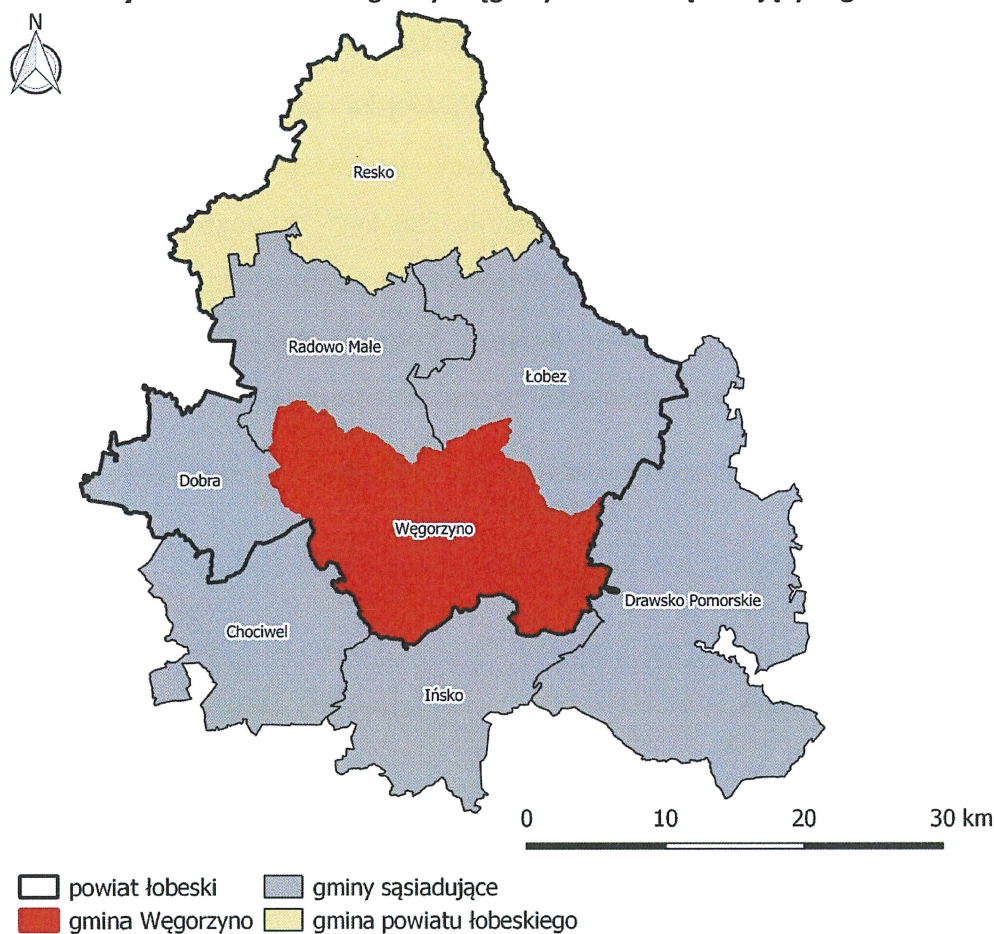 N
Resko
Radowo Małe
Łobez
Dobra
Węgorzyno
Drawsko Pomorskie
Chociwel
Ińsko
0 10 20 30 km
powiat łobeski gminy sąsiadujące
gmina Węgorzyno gmina powiatu łobeskiego